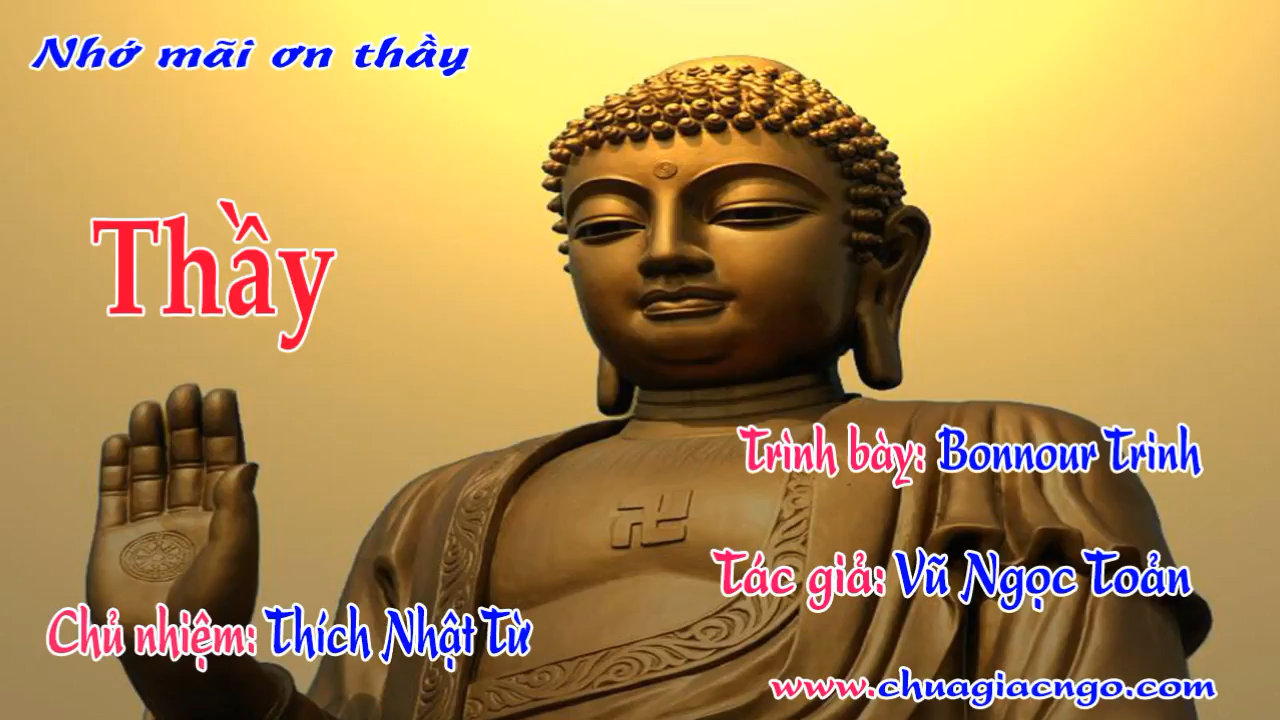 Nhớ mãi ơn thầy
Thầy
Trình bày: Bonnour Trinh
Tác giả: Vũ Ngọc Toản
Chủ nhiệm: Thích Nhật Từ
www.chuagiacngo.com